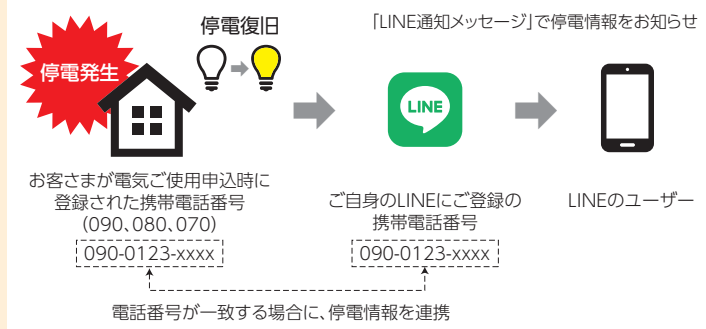 停電発生
停電復旧
「LINE通知メッセージ」で停電情報をお知らせ
LINE
お客さまが電気ご使用申込時に
登録された携帯電話番号
(090、080、070)
090-0123-xxxx
ご自身のLINEにご登録の
携帯電話番号
090-0123-xxxx
LINEのユーザー
電話番号が一致する場合に、停電情報を連携